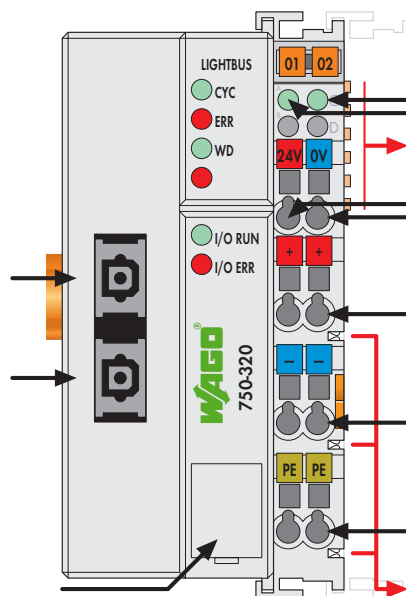 LIGHTBUS
CYC
ERR
WD
I/O RUN
I/O ERR
WAGO®
750-320
01 02
A C
B D
24V 0V
+ +
− −
PE PE